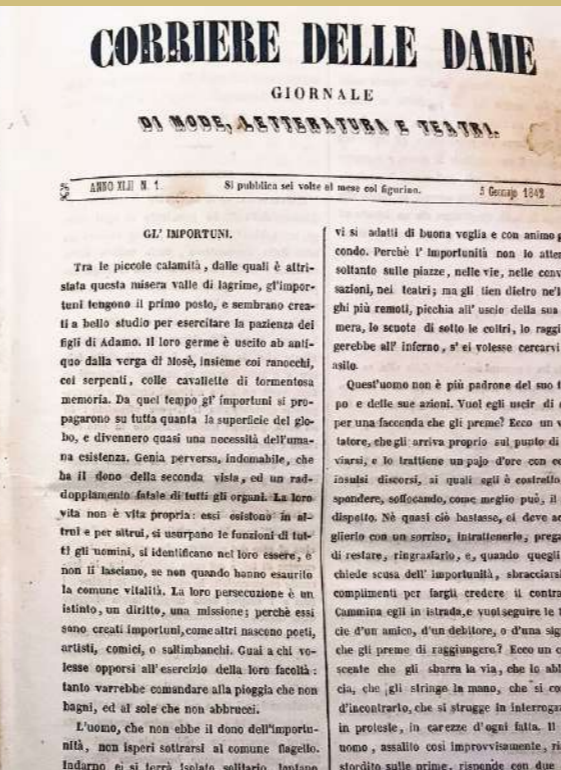 CORRIERE DELLE DAME
GIORNALE
DI MODE, LETTERATURA E TEATRI.
ANNO XLII N. 1.
Si pubblica sei volte al mese col figurino.
5 Gennajo 1842
GL' IMPORTUNI.
Tra le piccole calamità, dalle quali è attri-
stata questa misera valle di lagrime, gl'impor-
tuni tengono il primo posto, e sembrano crea-
ti a bello studio per esercitare la pazienza dei
figli di Adamo. Il loro germe è uscito ab anti-
quo dalla verga di Mosè, insieme coi ranocchi,
coi serpenti, colle cavallette di tormentosa
memoria. Da quel tempo gl' importuni si pro-
pagarono su tutta quanta la superficie del glo-
bo, e divennero quasi una necessità dell'uma-
na esistenza. Genia perversa, indomabile, che
ha il dono della seconda vista, ed un rad-
doppiamento fatale di tutti gli organi. La loro
vita non è vita propria: essi esistono in al-
trui e per altrui, si usurpano le funzioni di tut-
ti gli uomini, si identificano nel loro essere, e
non li lasciano, se non quando hanno esaurito
la comune vitalità. La loro persecuzione è un
istinto, un diritto, una missione; perchè essi
sono creati importuni, come altri nascono poeti,
artisti, comici, o saltimbanchi. Guai a chi vo-
lesse opporsi all'esercizio della loro facoltà:
tanto varrebbe comandare alla pioggia che non
bagni, ed al sole che non abbruci.
L'uomo, che non ebbe il dono dell'importu-
nità, non isperi sottrarsi al comune flagello.
Indarno ei si terrà isolato solitario, lontano
vi si adatti di buona voglia e con animo
condo. Perchè l' importunità non lo
soltanto sulle piazze, nelle vie, nelle
sazioni, nei teatri; ma gli tien dietro
ghi più remoti, picchia all' uscio della sua
mera, lo scuote di sotto le coltri, lo
gerebbe all' inferno, s' ei volesse cercarvi
asilo.
Quest'uomo non è più padrone del suo
po e delle sue azioni. Vuol egli uscir di
per una faccenda che gli preme? Ecco un
tatore, che gli arriva proprio sul punto di
viarsi, e lo trattiene un pajo d'ore con
insulsi discorsi, ai quali egli è costretto
spondere, soffocando, come meglio può, il
dispetto. Nè quasi ciò bastasse, ei deve
glierlo con un sorriso, intrattenerlo,
di restare, ringraziarlo, e, quando quegli
chiede scusa dell' importunità, sbracciarsi
complimenti per fargli credere il
Cammina egli in istrada, e vuol seguire le
cie d'un amico, d'un debitore, o d'una
che gli preme di raggiungere? Ecco un
scente che gli sbarra la via, che lo
cia, che gli stringe la mano, che si
d'incontrarlo, che si strugge in
in proteste, in carezze d'ogni fatta. Il
uomo, assalito così improvvisamente,
stordito sulle prime, risponde con due